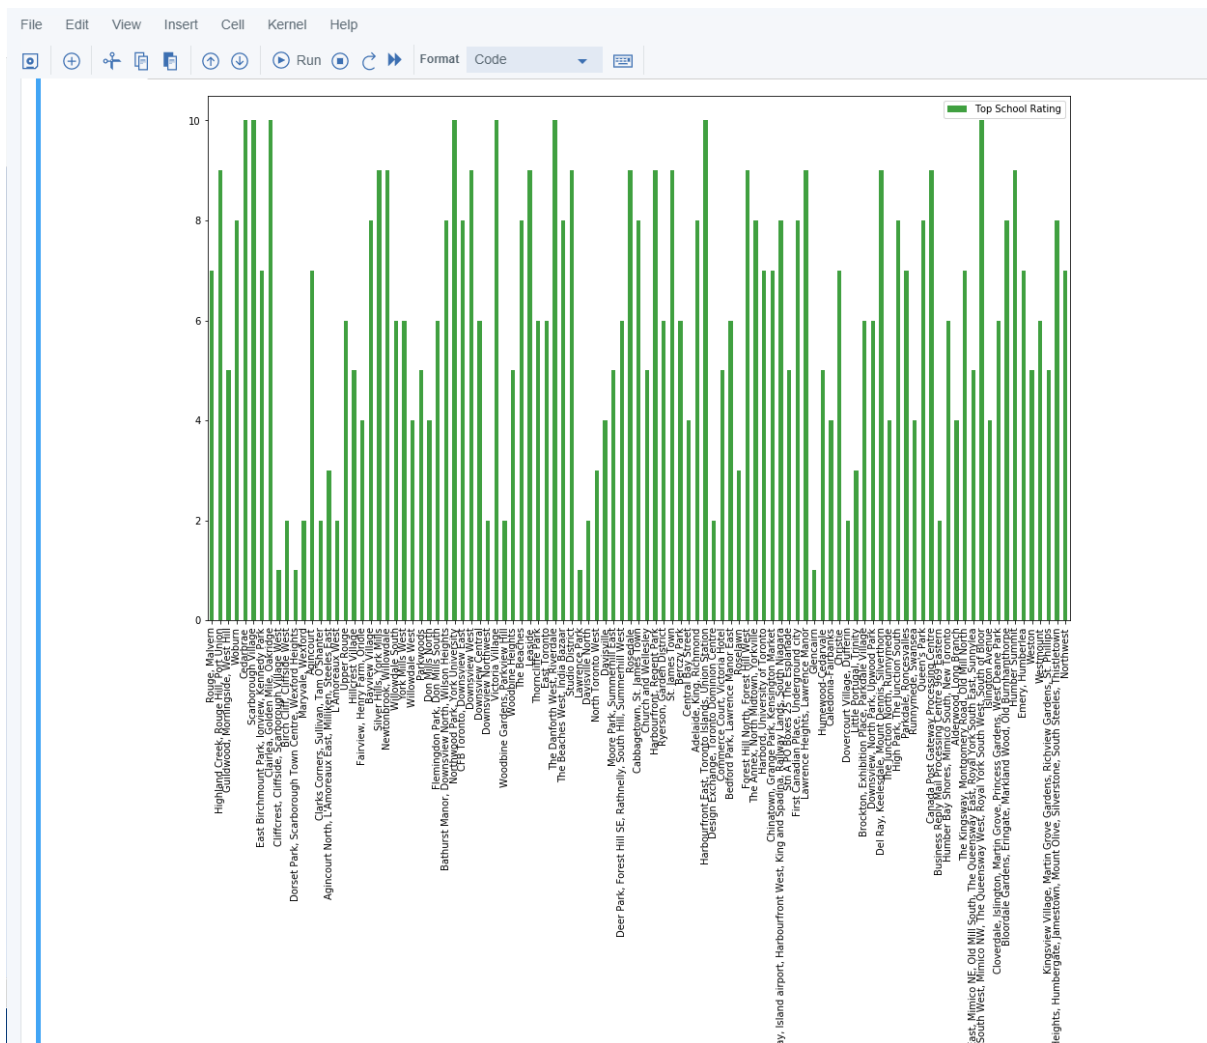 File Edit View Insert Cell Kernel Help
Run Format Code
Top School Rating
10
8
6
4
2
0
Rouge, Malvern
Highland Creek, Rouge Hill, Port Union
Guildwood, Morningside, West Hill
Woburn
Cedarbrae
Scarborough Village
East Birchmount Park, Ionview, Kennedy Park
Clairlea, Golden Mile, Oakridge
Cliffcrest, Cliffside, Scarborough Village West
Birch Cliff, Cliffside West
Dorset Park, Scarborough Town Centre, Wexford Heights
Maryvale, Wexford
Agincourt
Clarks Corners, Sullivan, Tam O'Shanter
Agincourt North, L'Amoreaux East, Milliken, Steeles East
L'Amoreaux West
Upper Rouge
Hillcrest Village
Fairview, Henry Farm, Oriole
Bayview Village
Silver Hills, York Mills
Newtonbrook, Willowdale
Willowdale South
York Mills West
Willowdale West
Parkwoods
Don Mills North
Flemingdon Park, Don Mills South
Bathurst Manor, Downsview North, Wilson Heights
Northwood Park, York University
CFB Toronto, Downsview East
Downsview West
Downsview Central
Downsview Northwest
Victoria Village
Woodbine Gardens, Parkview Hill
Woodbine Heights
The Beaches
Leaside
Thorncliffe Park
East Toronto
The Danforth West, Riverdale
The Beaches West, India Bazaar
Studio District
Lawrence Park
Davisville North
North Toronto West
Davisville
Moore Park, Summerhill East
Deer Park, Forest Hill SE, Rathnelly, South Hill, Summerhill West
Rosedale
Cabbagetown, St. James Town
Church and Wellesley
Harbourfront, Regent Park
Ryerson, Garden District
St. James Town
Berczy Park
Central Bay Street
Adelaide, King, Richmond
Harbourfront East, Toronto Islands, Union Station
Design Exchange, Toronto Dominion Centre
Commerce Court, Victoria Hotel
Bedford Park, Lawrence Manor East
Roselawn
Forest Hill North, Forest Hill West
The Annex, North Midtown, Yorkville
Harbord, University of Toronto
Chinatown, Grange Park, Kensington Market
ay, Island airport, Harbourfront West, King and Spadina, Railway Lands, South Niagara
Stn A PO Boxes 25 The Esplanade
First Canadian Place, Underground city
Lawrence Heights, Lawrence Manor
Glencairn
Humewood-Cedarvale
Caledonia-Fairbanks
Christie
Dovercourt Village, Dufferin
Little Portugal, Trinity
Brockton, Exhibition Place, Parkdale Village
Downsview, North Park, Upwood Park
Del Ray, Keelesdale, Mount Dennis, Silverthorn
The Junction North, Runnymede
High Park, The Junction South
Parkdale, Roncesvalles
Runnymede, Swansea
Queen's Park
Canada Post Gateway Processing Centre
Business Reply Mail Processing Centre 969 Eastern
Humber Bay Shores, Mimico South, New Toronto
Alderwood, Long Branch
The Kingsway, Montgomery Road, Old Mill North
ast, Mimico NE, Old Mill South, The Queensway East, Royal York South East, Sunnylea
South West, Mimico NW, The Queensway West, Royal York South West, South of Bloor
Islington Avenue
Cloverdale, Islington, Martin Grove, Princess Gardens, West Deane Park
Bloordale Gardens, Eringate, Markland Wood, Old Burnhamthorpe
Humber Summit
Emery, Humberlea
Weston
Westmount
Kingsview Village, Martin Grove Gardens, Richview Gardens, St. Phillips
Heights, Humbergate, Jamestown, Mount Olive, Silverstone, South Steeles, Thistletown
Northwest